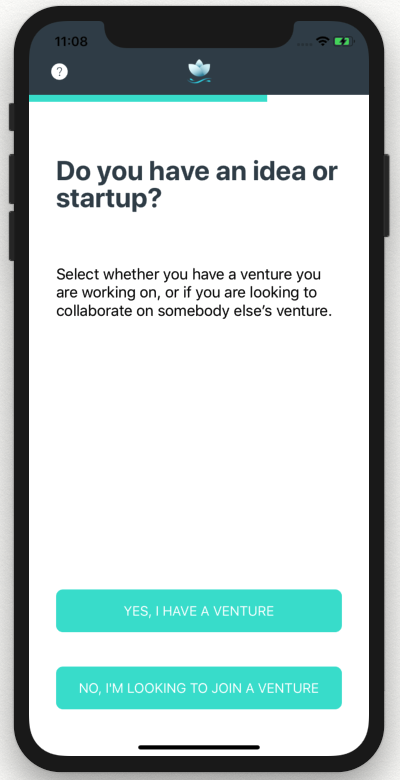 11:08
?
Do you have an idea or
startup?
Select whether you have a venture you
are working on, or if you are looking to
collaborate on somebody else’s venture.
YES, I HAVE A VENTURE
NO, I'M LOOKING TO JOIN A VENTURE